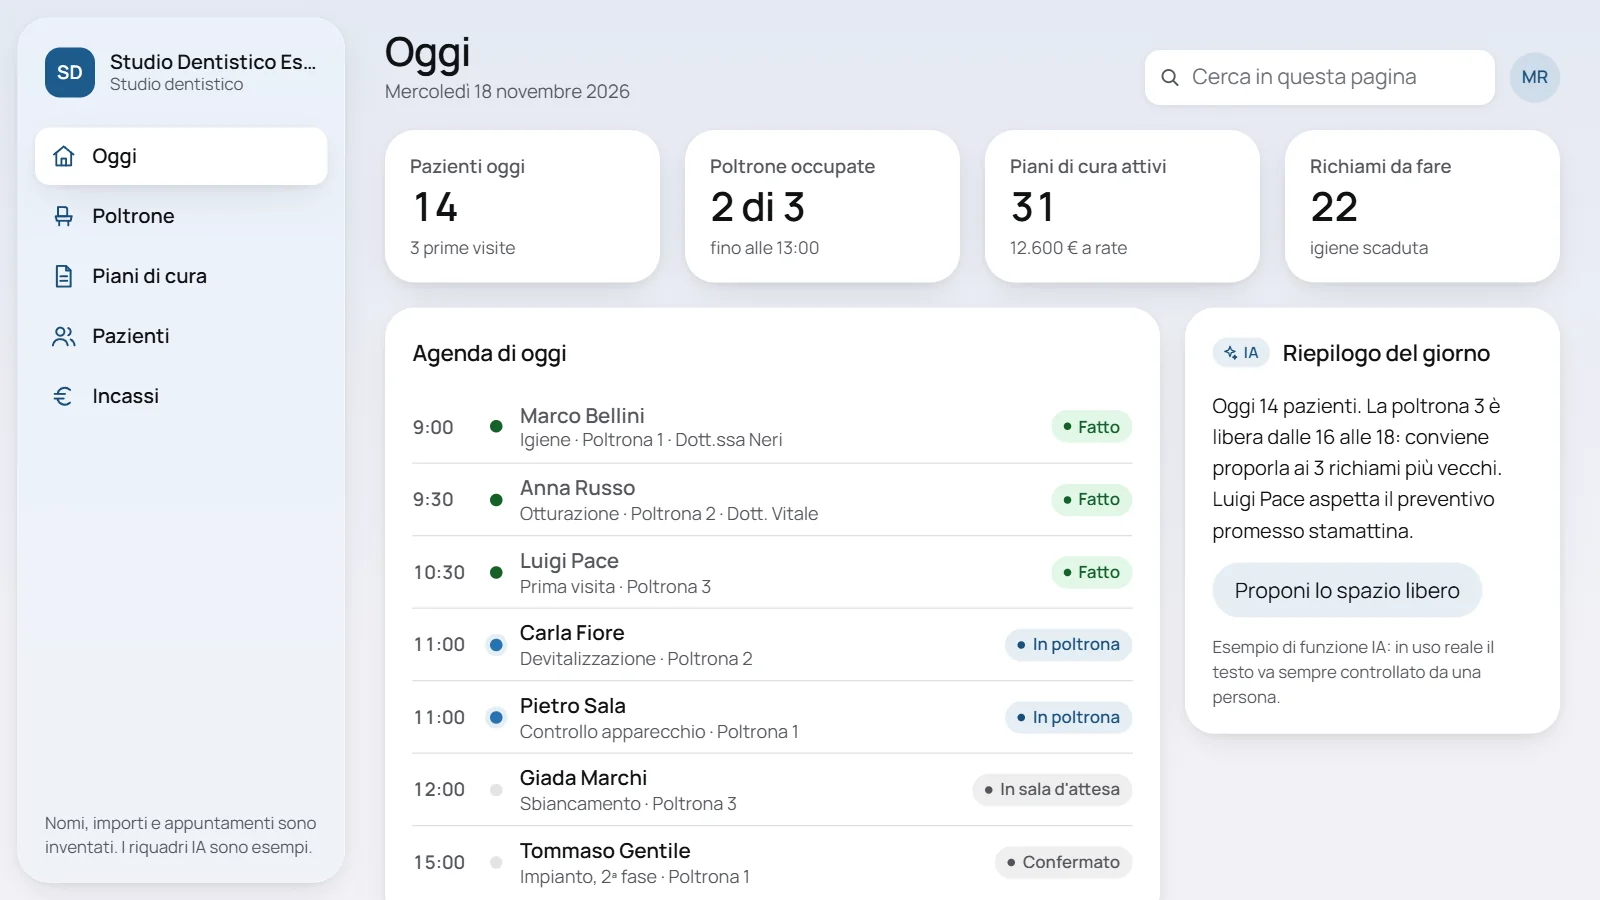 SD
Studio Dentistico Es...
Studio dentistico
Oggi
Poltrone
Piani di cura
Pazienti
Incassi
Nomi, importi e appuntamenti sono
inventati. I riquadri IA sono esempi.
Oggi
Mercoledì 18 novembre 2026
Cerca in questa pagina
MR
Pazienti oggi
14
3 prime visite
Poltrone occupate
2 di 3
fino alle 13:00
Piani di cura attivi
31
12.600 € a rate
Richiami da fare
22
igiene scaduta
Agenda di oggi
9:00
Marco Bellini
Igiene · Poltrona 1 · Dott.ssa Neri
Fatto
9:30
Anna Russo
Otturazione · Poltrona 2 · Dott. Vitale
Fatto
10:30
Luigi Pace
Prima visita · Poltrona 3
Fatto
11:00
Carla Fiore
Devitalizzazione · Poltrona 2
In poltrona
11:00
Pietro Sala
Controllo apparecchio · Poltrona 1
In poltrona
12:00
Giada Marchi
Sbiancamento · Poltrona 3
In sala d'attesa
15:00
Tommaso Gentile
Impianto, 2ª fase · Poltrona 1
Confermato
IA
Riepilogo del giorno
Oggi 14 pazienti. La poltrona 3 è
libera dalle 16 alle 18: conviene
proporla ai 3 richiami più vecchi.
Luigi Pace aspetta il preventivo
promesso stamattina.
Proponi lo spazio libero
Esempio di funzione IA: in uso reale il
testo va sempre controllato da una
persona.